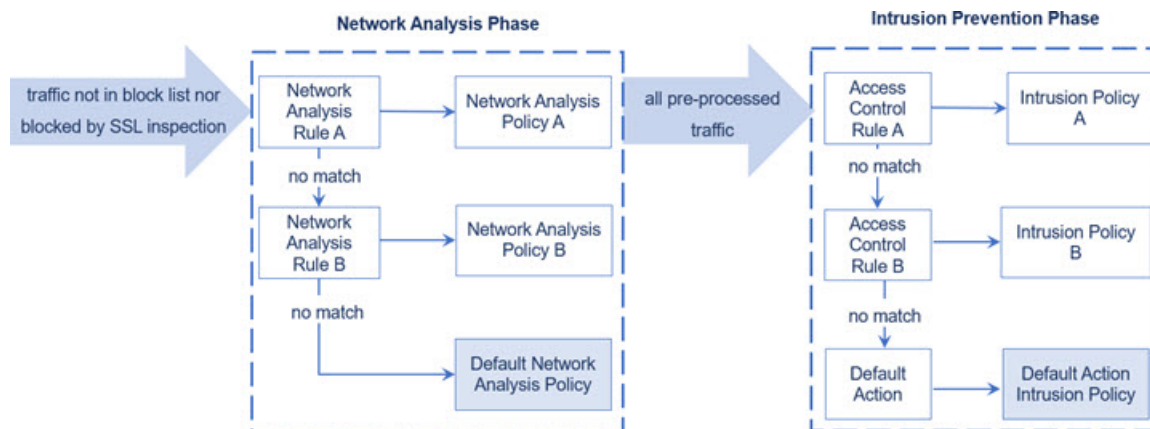 Network Analysis Phase
Intrusion Prevention Phase
traffic not in block list nor
blocked by SSL inspection
Network
Analysis
Rule A
Network Analysis
Policy A
no match
Network
Analysis
Rule B
Network Analysis
Policy B
no match
Default Network
Analysis Policy
all pre-processed
traffic
Access
Control
Rule A
Intrusion Policy
A
no match
Access
Control
Rule B
Intrusion Policy
B
no match
Default
Action
Default Action
Intrusion Policy